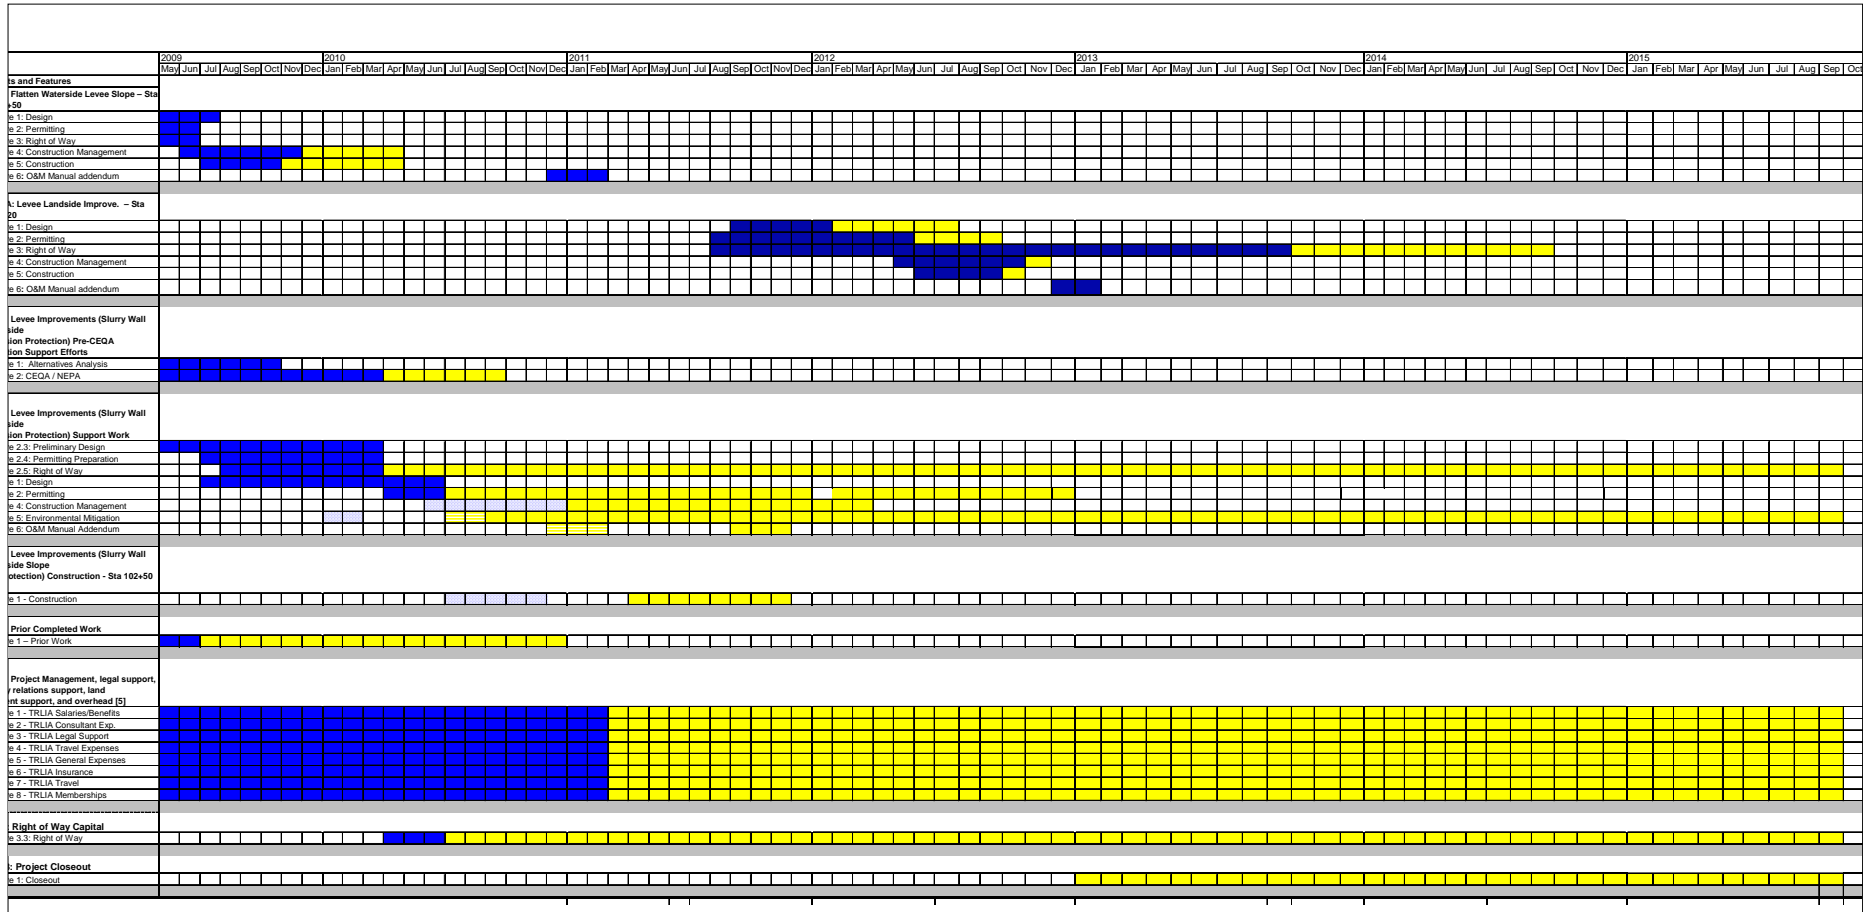 2.4:
2009 2010 2011 2012 2013 2014 2015
May Jun Jul Aug Sep Oct Nov Dec Jan Feb Mar Apr May Jun Jul Aug Sep Oct Nov Dec Jan Feb Mar Apr May Jun Jul Aug Sep Oct Nov Dec Jan Feb Mar Apr May Jun Jul Aug Sep Oct Nov Dec Jan Feb Mar Apr May Jun Jul Aug Sep Oct Nov Dec Jan Feb Mar Apr May Jun Jul Aug Sep Oct Nov Dec Jan Feb Mar Apr May Jun Jul Aug Sep Oct
ts and Features
Flatten Waterside Levee Slope – Sta
+50
e 1: Design
e 2: Permitting
e 3: Right of Way
e 4: Construction Management
e 5: Construction
e 6: O&M Manual addendum
A: Levee Landside Improve. – Sta
20
e 1: Design
e 2: Permitting
e 3: Right of Way
e 4: Construction Management
e 5: Construction
e 6: O&M Manual addendum
Levee Improvements (Slurry Wall
side
ion Protection) Pre-CEQA
tion Support Efforts
e 1: Alternatives Analysis
e 2: CEQA / NEPA
Levee Improvements (Slurry Wall
side
ion Protection) Support Work
e 2.3: Preliminary Design
e 2.4: Permitting Preparation
e 2.5: Right of Way
e 1: Design
e 2: Permitting
e 4: Construction Management
e 5: Environmental Mitigation
e 6: O&M Manual Addendum
Levee Improvements (Slurry Wall
side Slope
otection) Construction - Sta 102+50
e 1 - Construction
Prior Completed Work
e 1 – Prior Work
Project Management, legal support,
y relations support, land
nt support, and overhead [5]
e 1 - TRLIA Salaries/Benefits
e 2 - TRLIA Consultant Exp.
e 3 - TRLIA Legal Support
e 4 - TRLIA Travel Expenses
e 5 - TRLIA General Expenses
e 6 - TRLIA Insurance
e 7 - TRLIA Travel
e 8 - TRLIA Memberships
: Right of Way Capital
e 3.3: Right of Way
: Project Closeout
e 1: Closeout